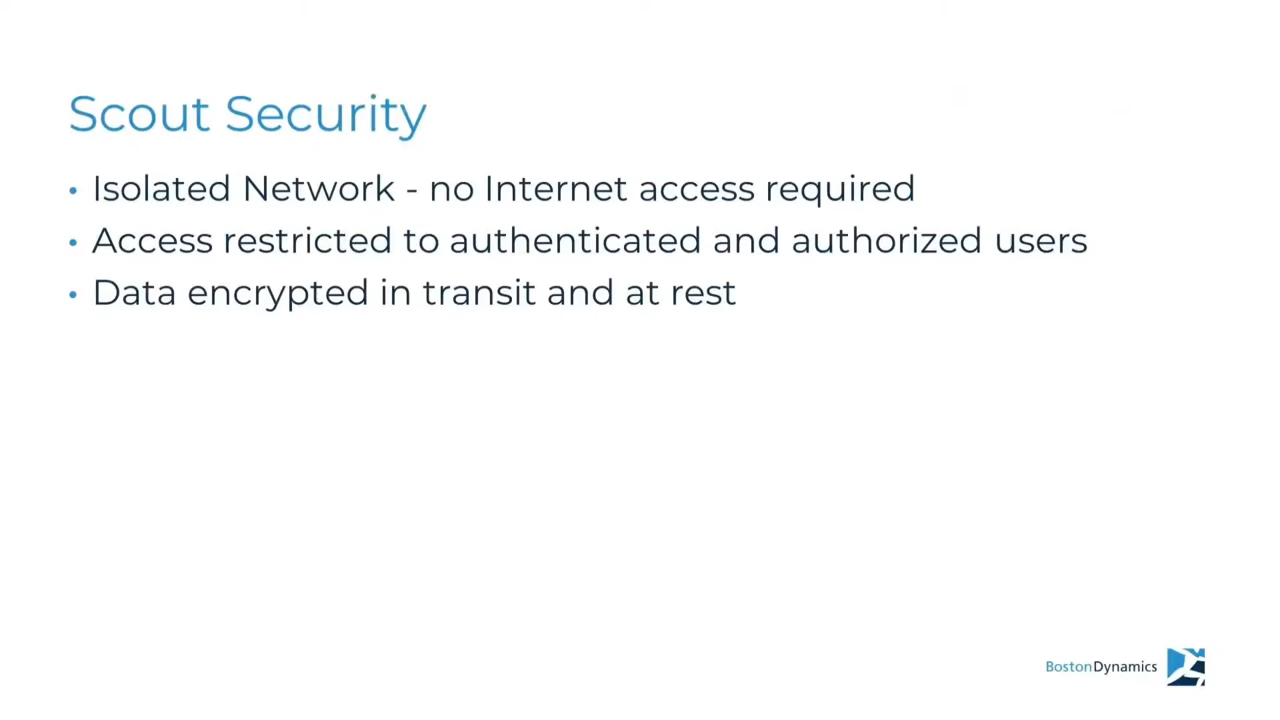 Scout Security
• Isolated Network - no Internet access required
• Access restricted to authenticated and authorized users
• Data encrypted in transit and at rest
BostonDynamics